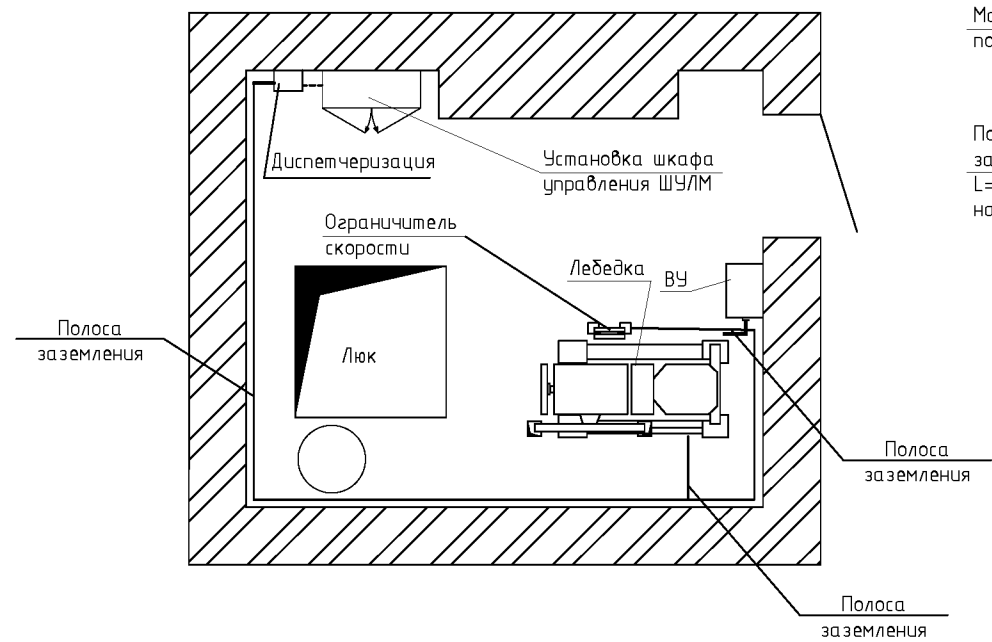 Диспетчеризация
Установка шкафа
управления ШУЛМ
Ограничитель
скорости
Лебедка
ВУ
Полоса
заземления
Люк
Полоса
заземления
Полоса
заземления
L=